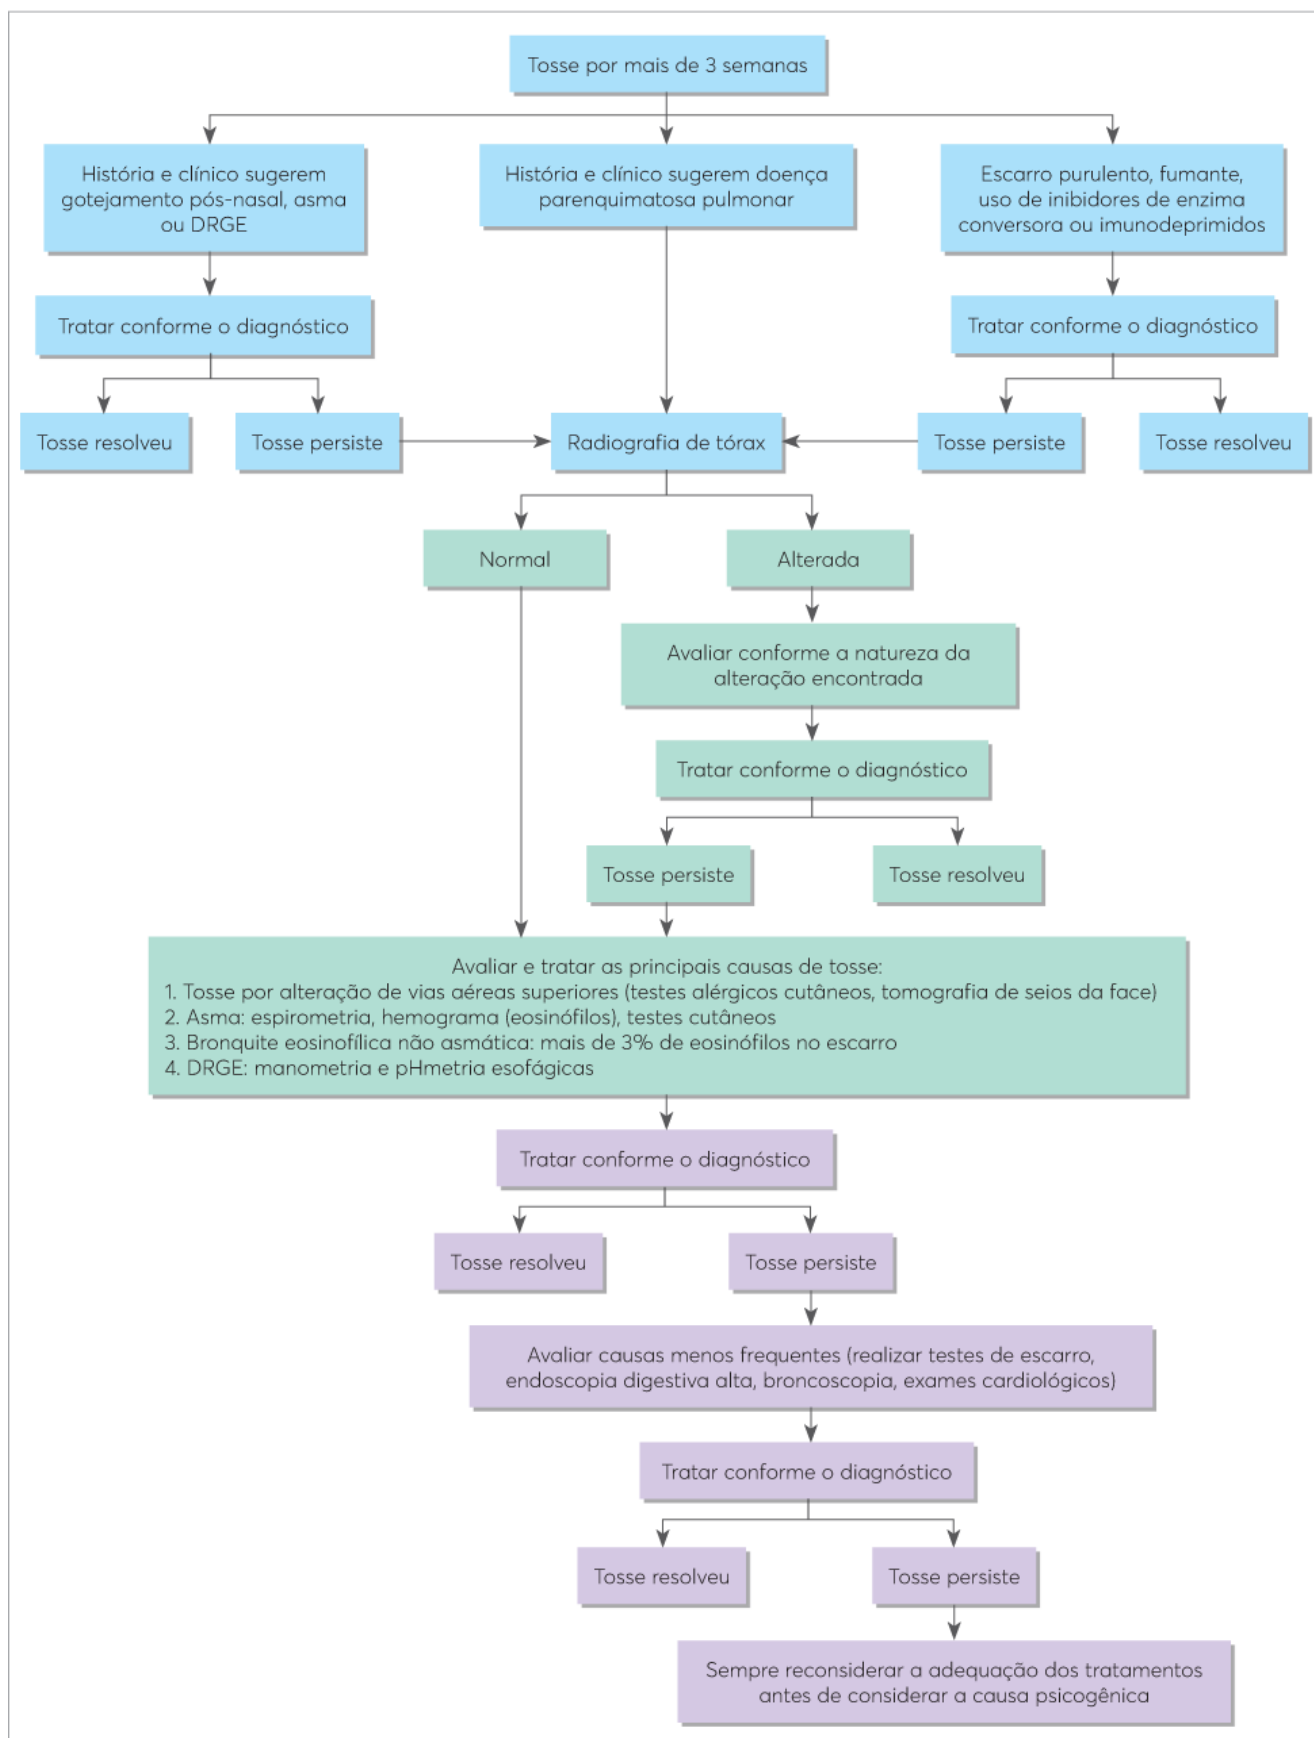 Tosse por mais de 3 semanas
História e clínico sugerem
gotejamento pós-nasal, asma
ou DRGE
História e clínico sugerem doença
parenquimatosa pulmonar
Escarro purulento, fumante,
uso de inibidores de enzima
conversora ou imunodeprimidos
Tratar conforme o diagnóstico
Tratar conforme o diagnóstico
Tosse resolveu
Tosse persiste
Radiografia de tórax
Tosse persiste
Tosse resolveu
Normal
Alterada
Avaliar conforme a natureza da
alteração encontrada
Tratar conforme o diagnóstico
Tosse persiste
Tosse resolveu
Avaliar e tratar as principais causas de tosse:
1. Tosse por alteração de vias aéreas superiores (testes alérgicos cutâneos, tomografia de seios da face)
2. Asma: espirometria, hemograma (eosinófilos), testes cutâneos
3. Bronquite eosinofílica não asmática: mais de 3% de eosinófilos no escarro
4. DRGE: manometria e pHmetria esofágicas
Tratar conforme o diagnóstico
Tosse resolveu
Tosse persiste
Avaliar causas menos frequentes (realizar testes de escarro,
endoscopia digestiva alta, broncoscopia, exames cardiológicos)
Tratar conforme o diagnóstico
Tosse resolveu
Tosse persiste
Sempre reconsiderar a adequação dos tratamentos
antes de considerar a causa psicogênica